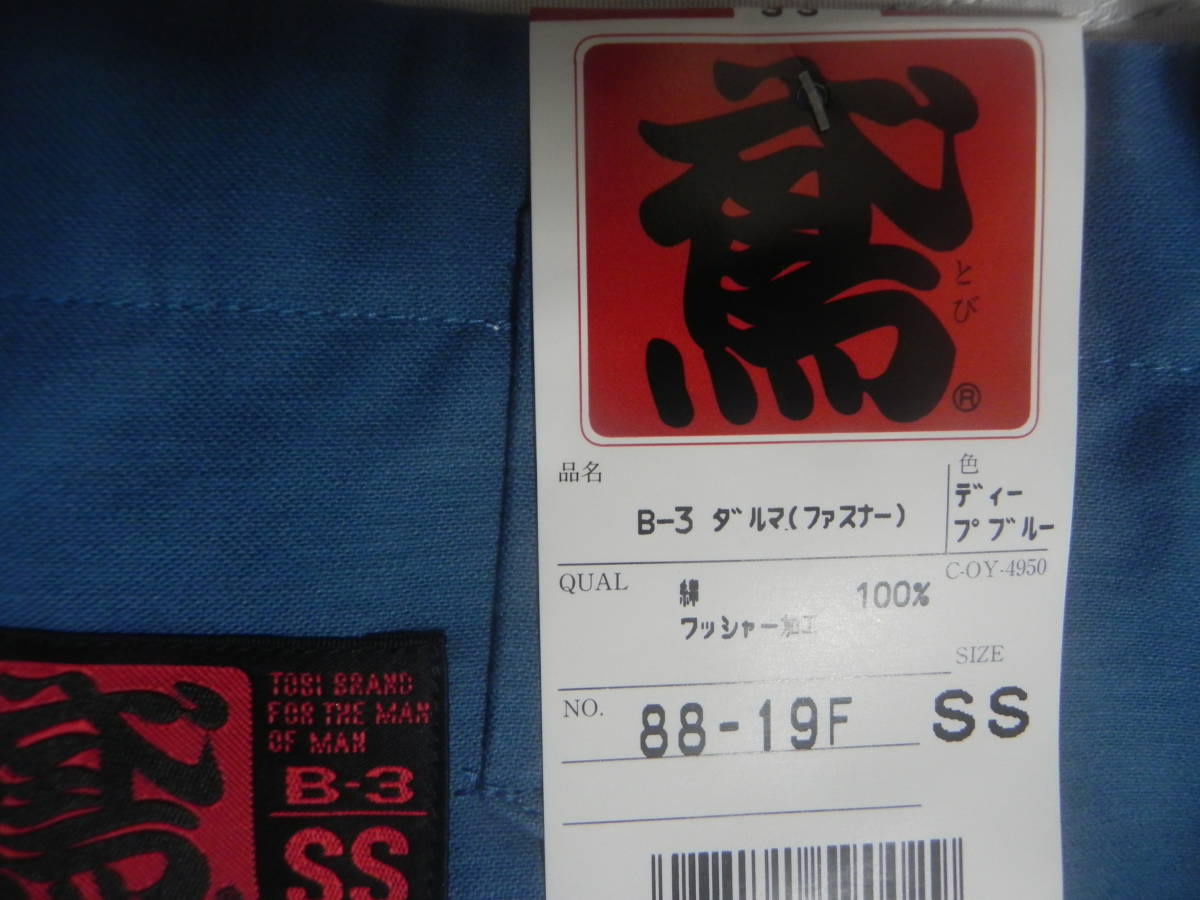 鳶
とび
®
品名
B-3 ダルマ(ファスナー)
色
ディー
プブルー
C-OY-4950
QUAL
綿 100%
ワッシャー加工
SIZE
SS
NO.
88-19F
TOBI BRAND
FOR THE MAN
OF MAN
B-3
SS